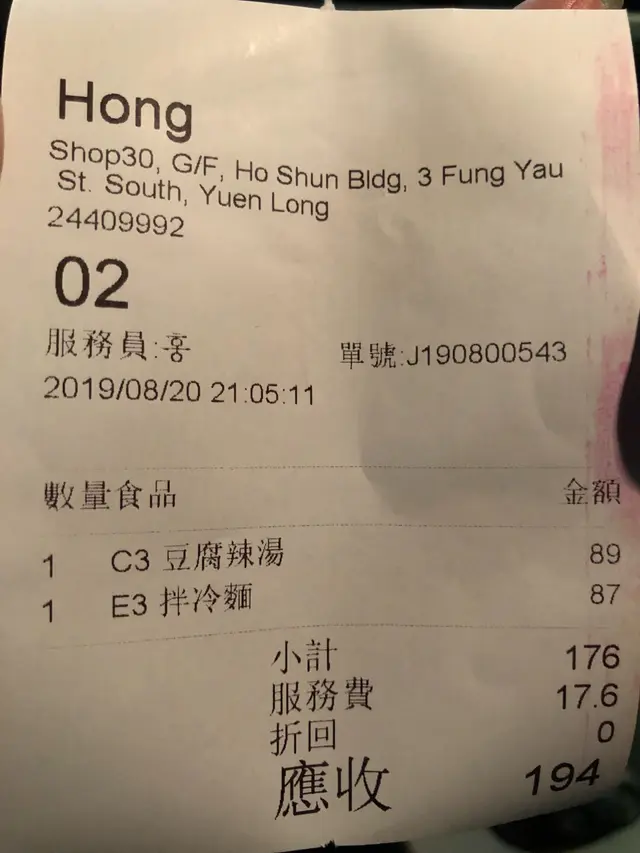 Hong
Shop30, G/F, Ho Shun Bldg, 3 Fung Yau
St. South, Yuen Long
24409992
02
服務員:홍 單號:J190800543
2019/08/20 21:05:11
數量食品 金額
1 C3 豆腐辣湯 89
1 E3 拌冷麵 87
小計 176
服務費 17.6
折回 0
應收 194